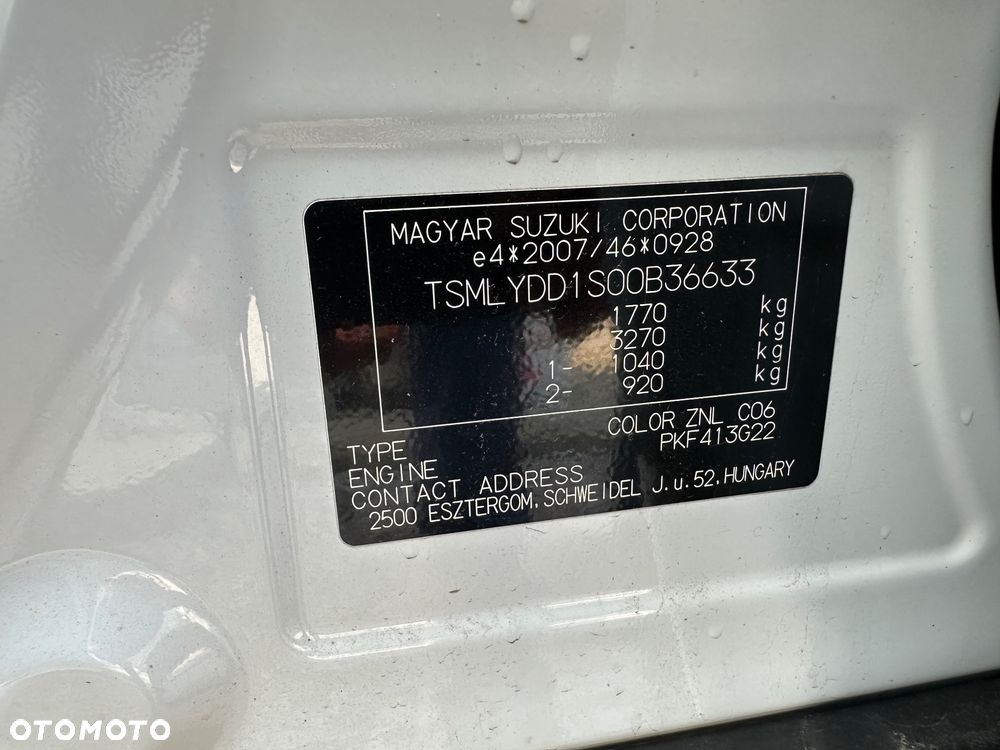 MAGYAR SUZUKI CORPORATION
e4*2007/46*0928
TSMLYDD1S00B36633
1770 kg
3270 kg
1- 1040 kg
2- 920 kg
COLOR ZNL C06
TYPE PKF413G22
ENGINE
CONTACT ADDRESS
2500 ESZTERGOM, SCHWEIDEL J.u.52, HUNGARY
OTOMOTO